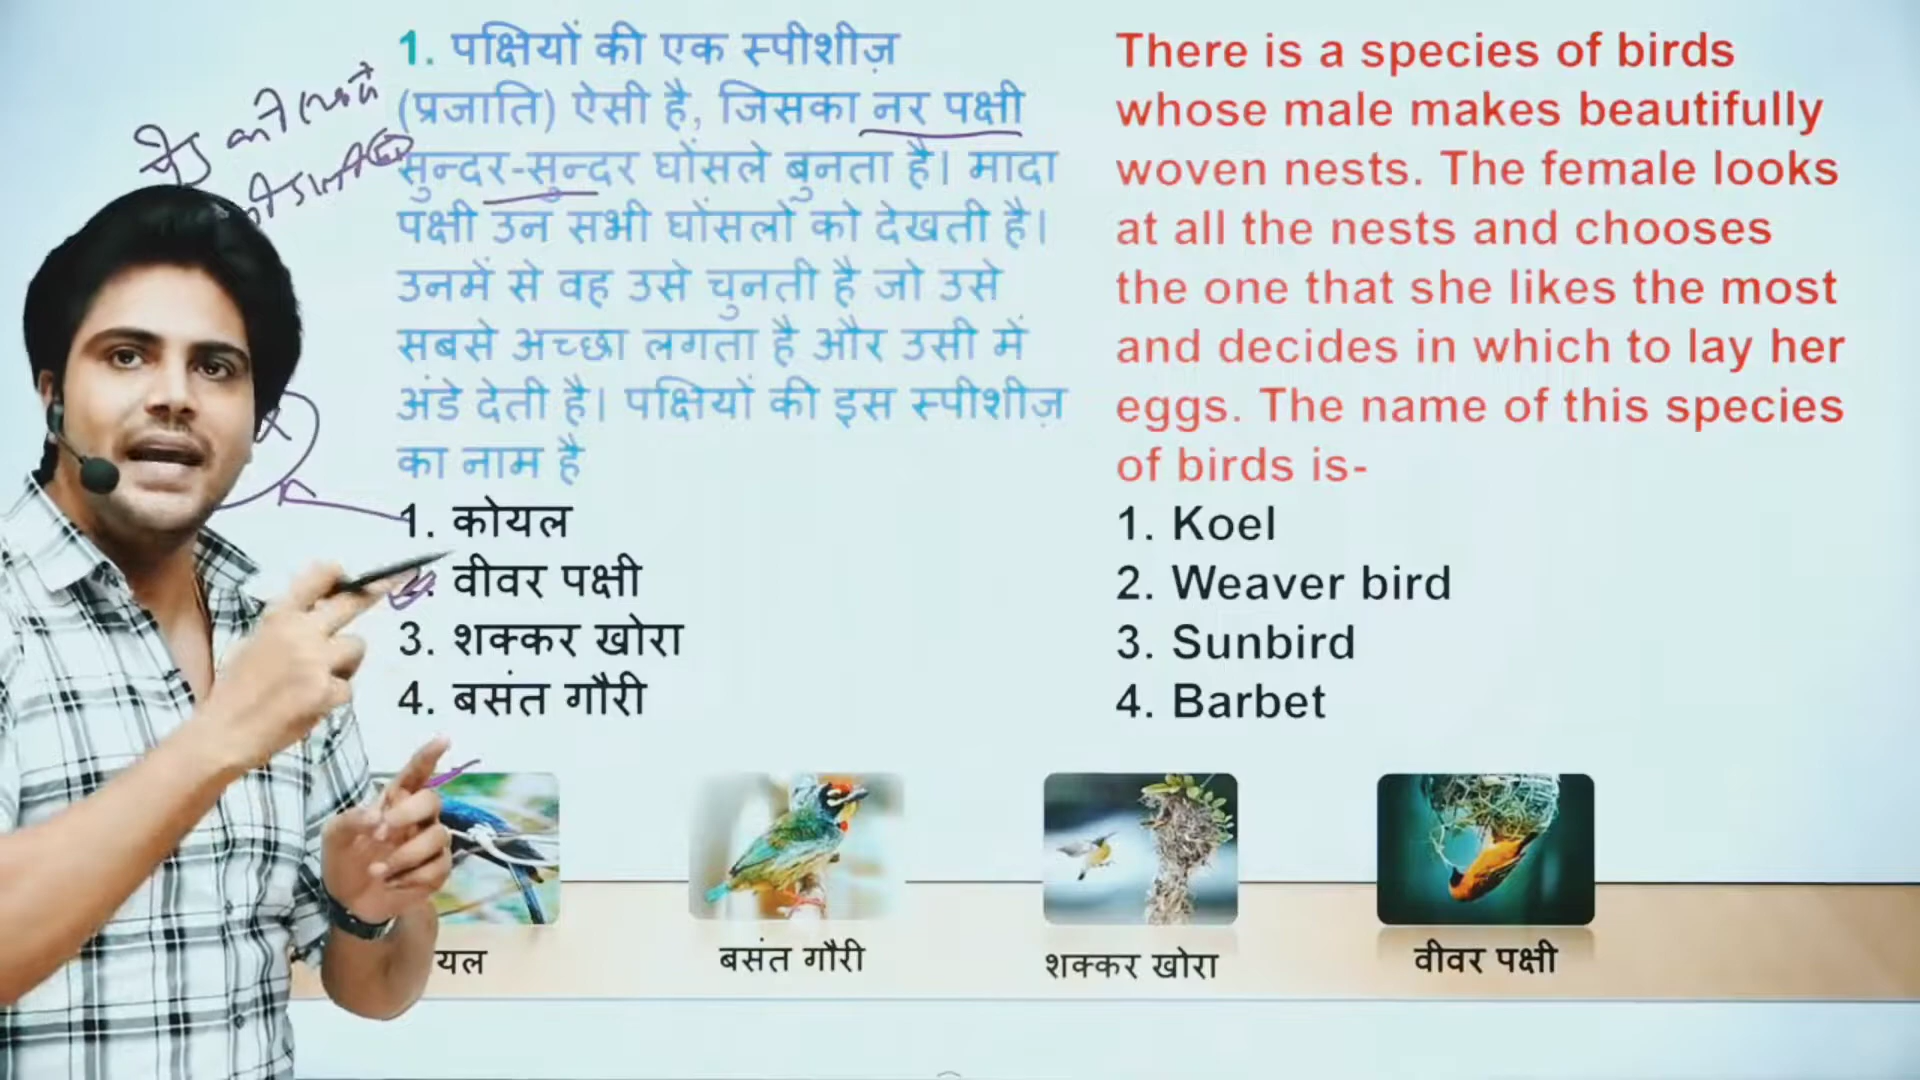 1. पक्षियों की एक स्पीशीज़
(प्रजाति) ऐसी है, जिसका नर पक्षी
सुन्दर-सुन्दर घोंसले बुनता है। मादा
पक्षी उन सभी घोंसलों को देखती है।
उनमें से वह उसे चुनती है जो उसे
सबसे अच्छा लगता है और उसी में
अंडे देती है। पक्षियों की इस स्पीशीज़
का नाम है
1. कोयल
2. वीवर पक्षी
3. शक्कर खोरा
4. बसंत गौरी
There is a species of birds
whose male makes beautifully
woven nests. The female looks
at all the nests and chooses
the one that she likes the most
and decides in which to lay her
eggs. The name of this species
of birds is-
1. Koel
2. Weaver bird
3. Sunbird
4. Barbet
यल
बसंत गौरी
शक्कर खोरा
वीवर पक्षी